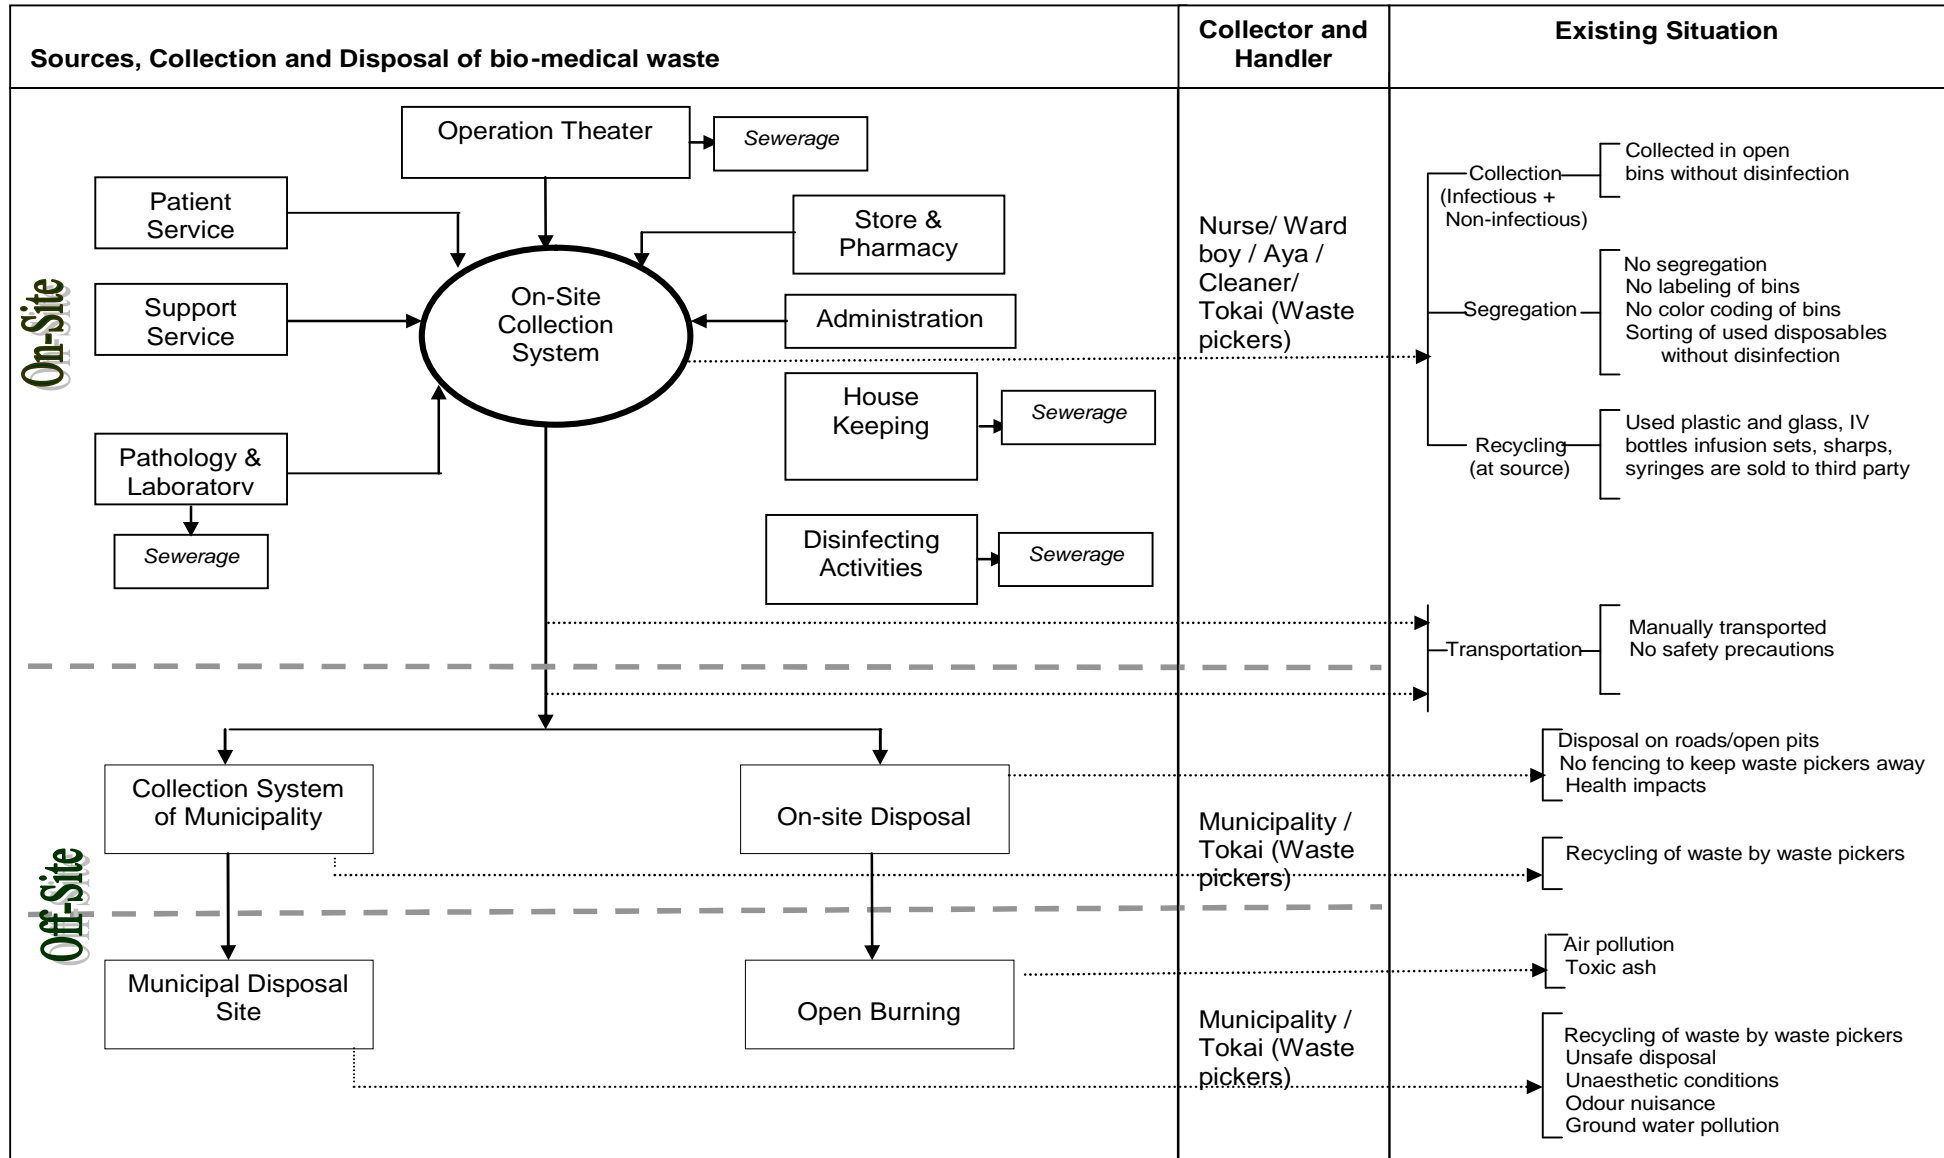 Sources, Collection and Disposal of bio-medical waste
Collector and
Handler
Existing Situation
On-Site
Operation Theater
Sewerage
Patient
Service
Store &
Pharmacy
Support
Service
On-Site
Collection
System
Administration
House
Keeping
Sewerage
Pathology &
Laboratory
Sewerage
Disinfecting
Activities
Sewerage
Nurse/ Ward
boy / Aya /
Cleaner/
Tokai (Waste
pickers)
Collection
(Infectious +
Non-infectious)
Collected in open
bins without disinfection
Segregation
No segregation
No labeling of bins
No color coding of bins
Sorting of used disposables
without disinfection
Recycling
(at source)
Used plastic and glass, IV
bottles infusion sets, sharps,
syringes are sold to third party
Transportation
Manually transported
No safety precautions
Off-Site
Collection System
of Municipality
On-site Disposal
Municipality /
Tokai (Waste
pickers)
Disposal on roads/open pits
No fencing to keep waste pickers away
Health impacts
Recycling of waste by waste pickers
Municipal Disposal
Site
Open Burning
Municipality /
Tokai (Waste
pickers)
Air pollution
Toxic ash
Recycling of waste by waste pickers
Unsafe disposal
Unaesthetic conditions
Odour nuisance
Ground water pollution